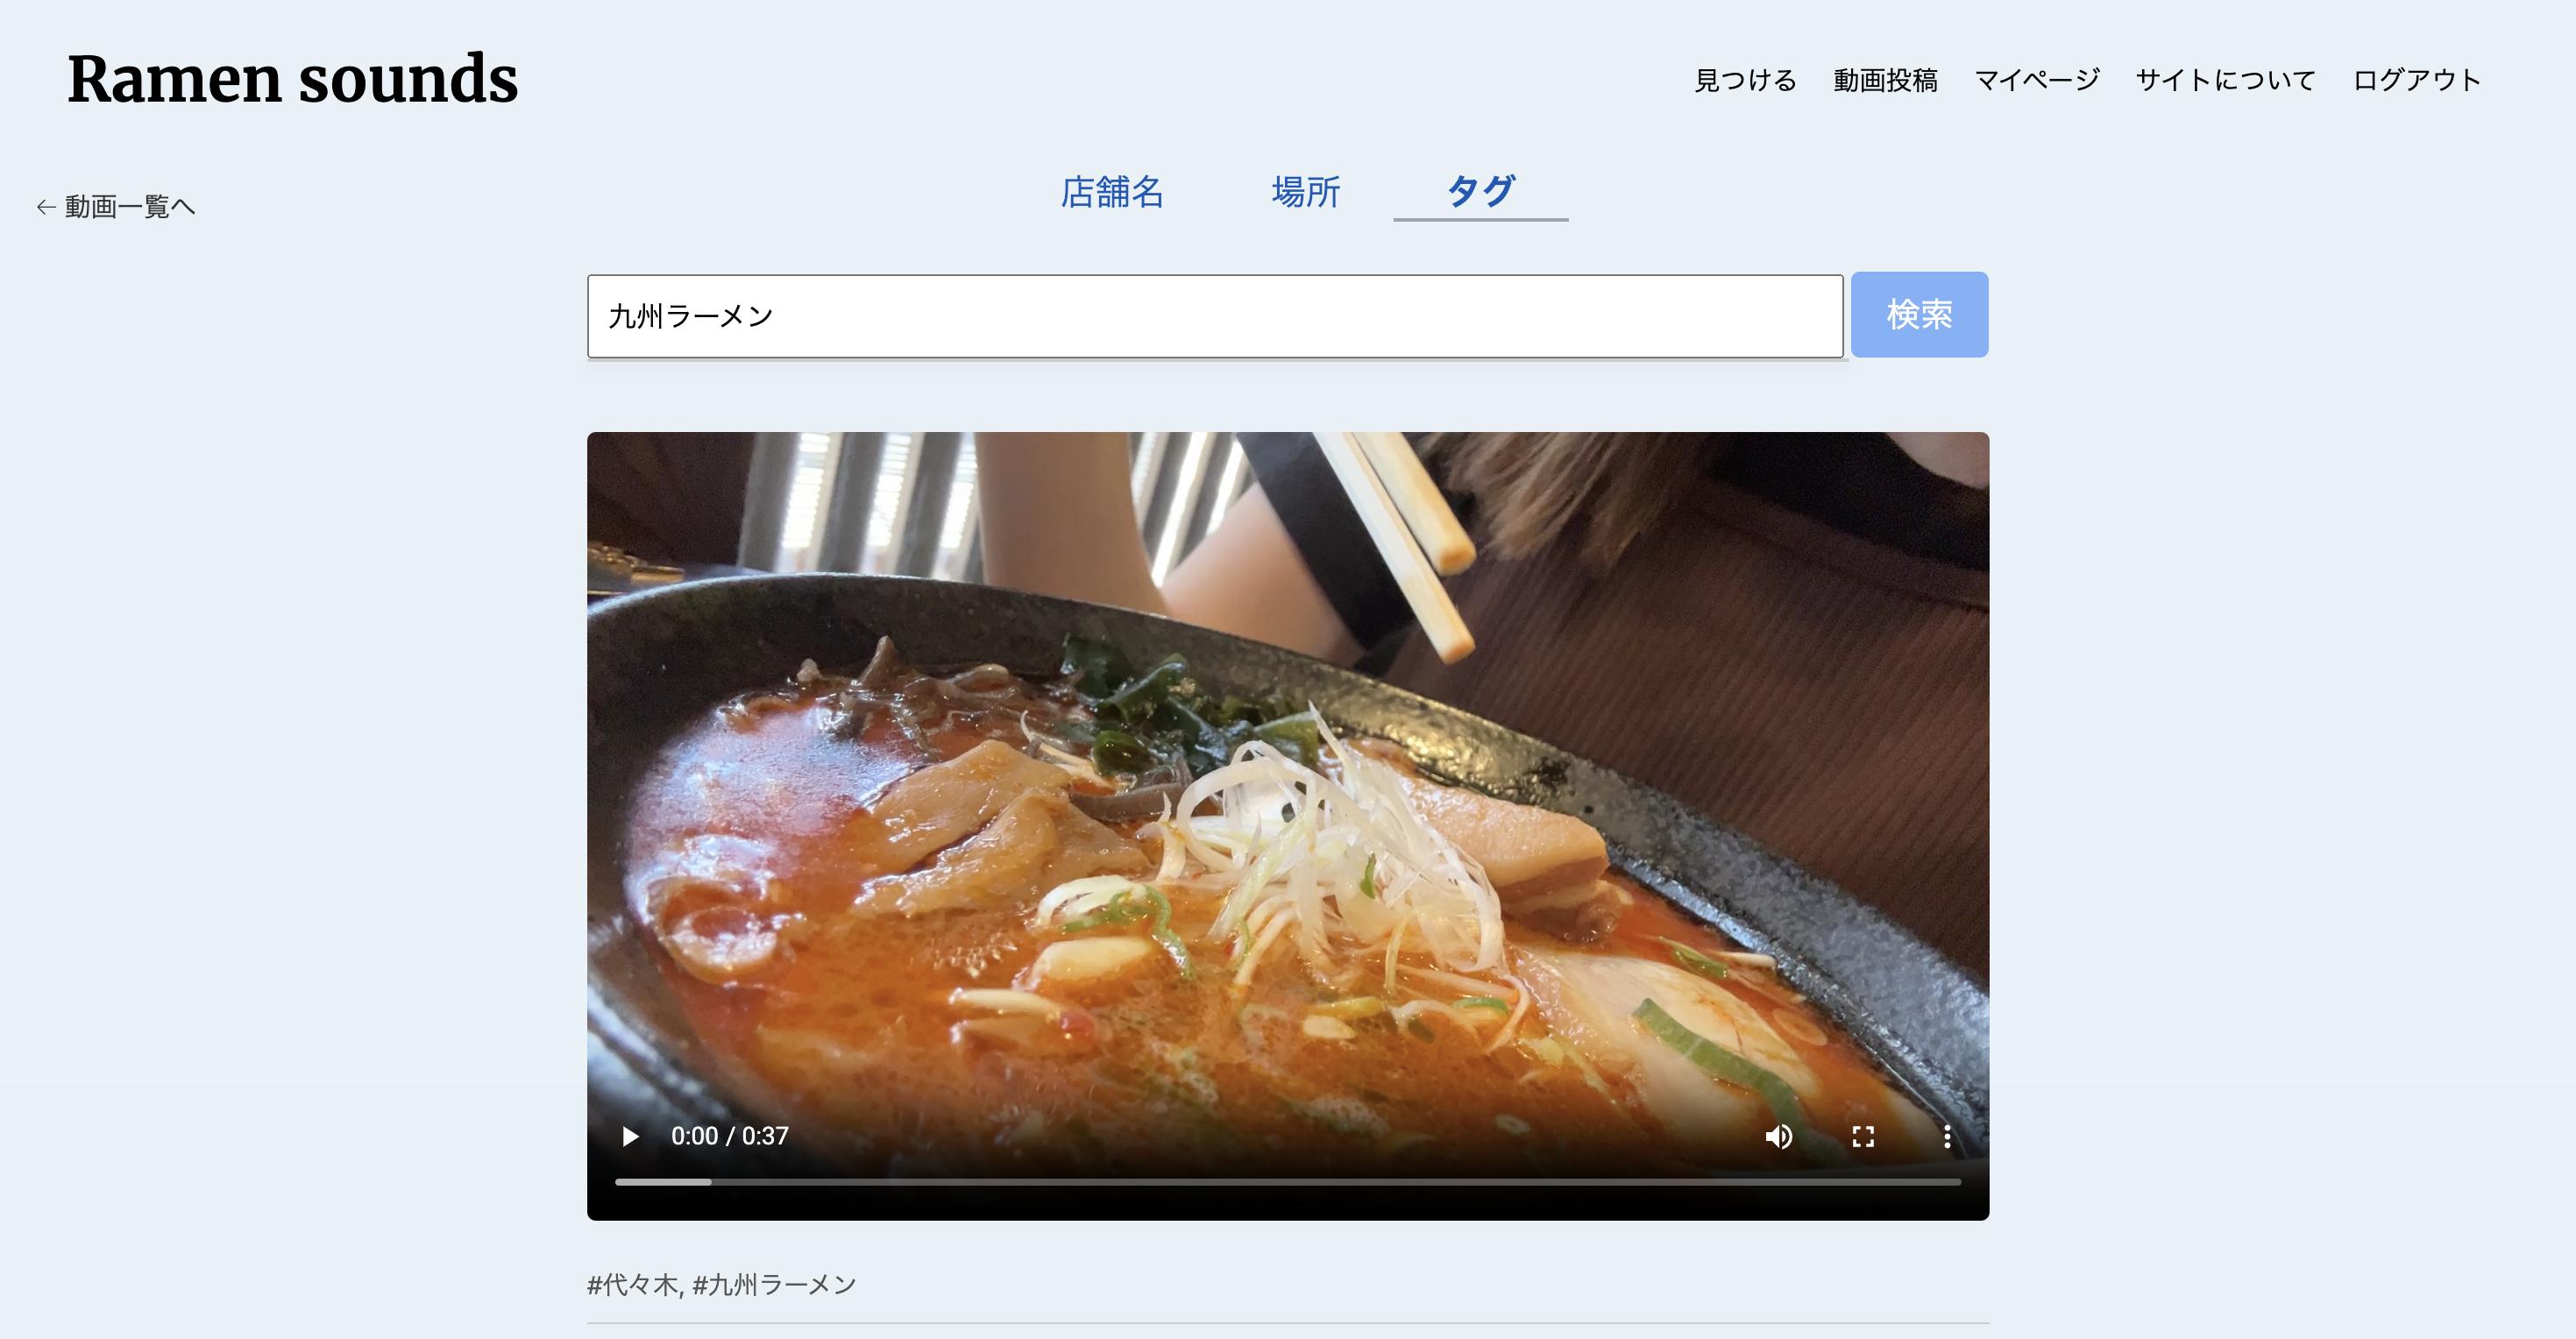 Ramen sounds
見つける 動画投稿 マイページ サイトについて ログアウト
← 動画一覧へ
店舗名 場所 タグ
九州ラーメン 検索
0:00 / 0:37
#代々木, #九州ラーメン